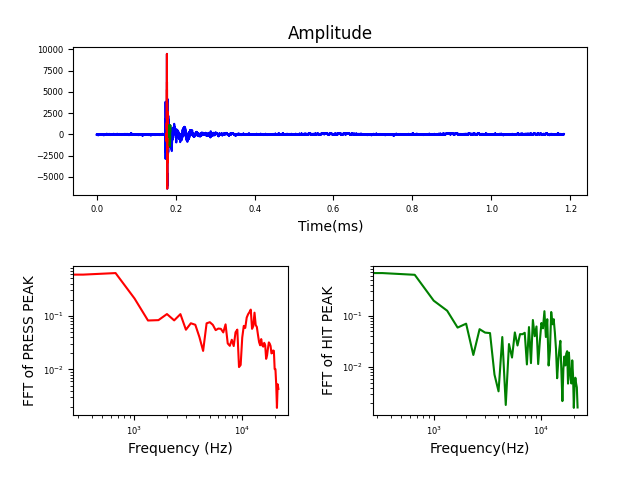 Amplitude
10000
7500
5000
2500
0
−2500
−5000
0.0 0.2 0.4 0.6 0.8 1.0 1.2
Time(ms)
FFT of PRESS PEAK
10⁻¹
10⁻²
10³ 10⁴
Frequency (Hz)
FFT of HIT PEAK
10⁻¹
10⁻²
10³ 10⁴
Frequency(Hz)